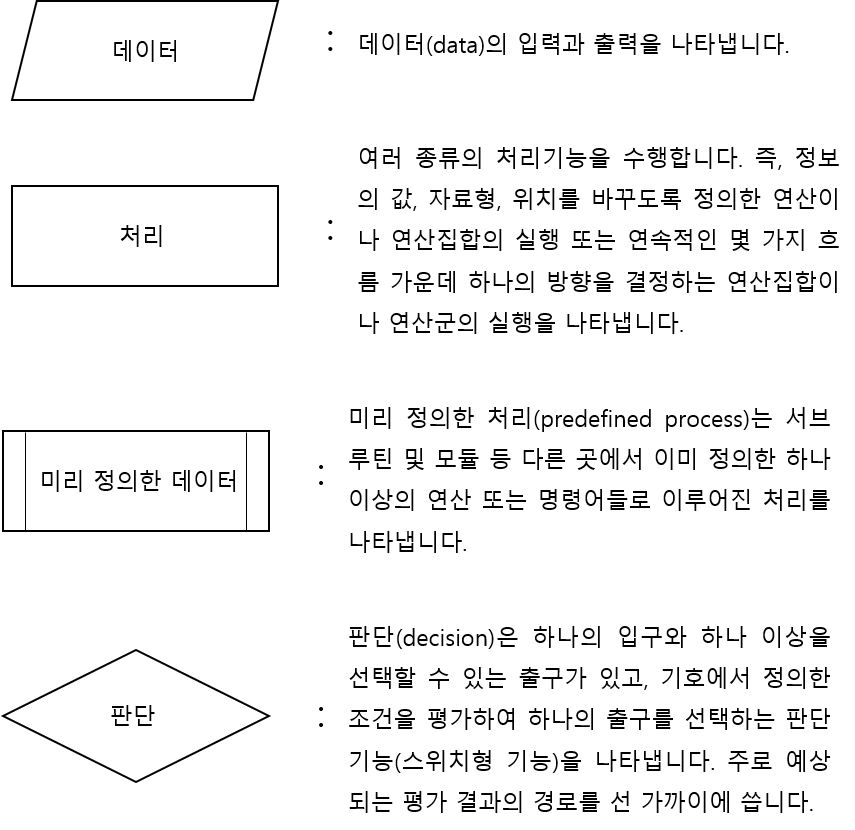 데이터
:
데이터(data)의 입력과 출력을 나타냅니다.
처리
:
여러 종류의 처리기능을 수행합니다. 즉, 정보
의 값, 자료형, 위치를 바꾸도록 정의한 연산이
나 연산집합의 실행 또는 연속적인 몇 가지 흐
름 가운데 하나의 방향을 결정하는 연산집합이
나 연산군의 실행을 나타냅니다.
미리 정의한 데이터
:
미리 정의한 처리(predefined process)는 서브
루틴 및 모듈 등 다른 곳에서 이미 정의한 하나
이상의 연산 또는 명령어들로 이루어진 처리를
나타냅니다.
판단
:
판단(decision)은 하나의 입구와 하나 이상을
선택할 수 있는 출구가 있고, 기호에서 정의한
조건을 평가하여 하나의 출구를 선택하는 판단
기능(스위치형 기능)을 나타냅니다. 주로 예상
되는 평가 결과의 경로를 선 가까이에 씁니다.